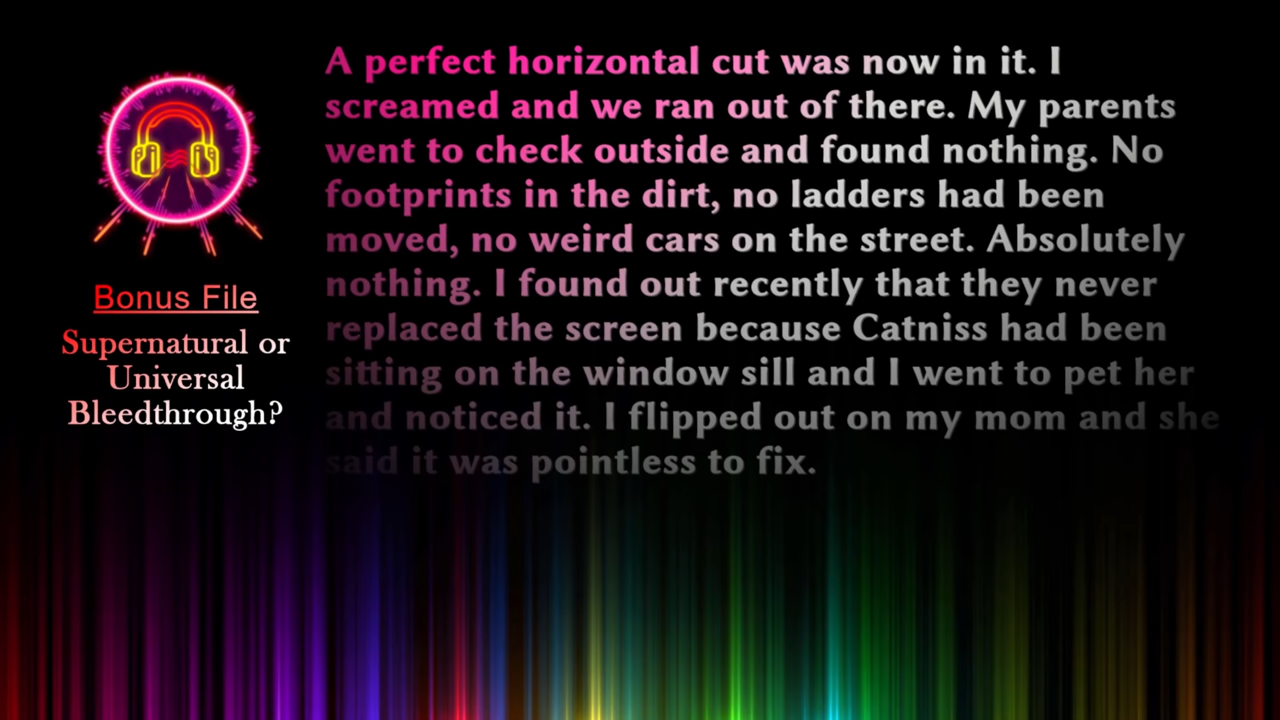 Bonus File
Supernatural or
Universal
Bleedthrough?
A perfect horizontal cut was now in it. I
screamed and we ran out of there. My parents
went to check outside and found nothing. No
footprints in the dirt, no ladders had been
moved, no weird cars on the street. Absolutely
nothing. I found out recently that they never
replaced the screen because Catniss had been
sitting on the window sill and I went to pet her
and noticed it. I flipped out on my mom and she
said it was pointless to fix.